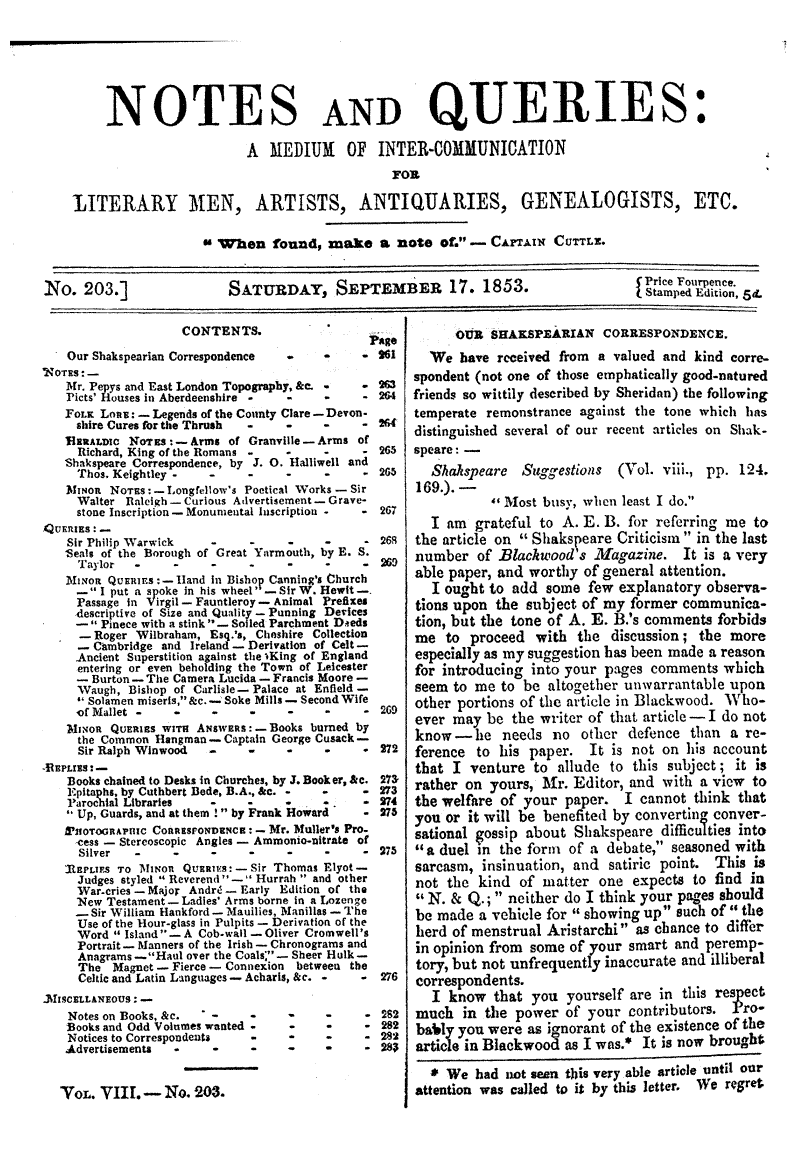 NOTES AND QUERIES:
A MEDIUM OF INTER-COMMUNICATION
FOR
LITERARY MEN, ARTISTS, ANTIQUARIES, GENEALOGISTS, ETC.
"When found, make a note of." — CAPTAIN CUTTLE.
No. 203.]
SATURDAY, SEPTEMBER 17. 1853.
Price Fourpence.
Stamped Edition, 5d.
CONTENTS.
Page
Our Shakspearian Correspondence - - - 261
NOTES: —
Mr. Pepys and East London Topography, &c. - - 263
Picts' Houses in Aberdeenshire - - - - 264
FOLK LORE: — Legends of the County Clare — Devon-
shire Cures for the Thrush - - - - 264
HERALDIC NOTES: — Arms of Granville — Arms of
Richard, King of the Romans - - - - 265
Shakspeare Correspondence, by J. O. Halliwell and
Thos. Keightley - - - - - - 265
MINOR NOTES: — Longfellow's Poetical Works — Sir
Walter Raleigh — Curious Advertisement — Grave-
stone Inscription — Monumental Inscription - - 267
QUERIES: —
Sir Philip Warwick - - - - - 268
Seals of the Borough of Great Yarmouth, by E. S.
Taylor - - - - - - - 269
MINOR QUERIES: — Hand in Bishop Canning's Church
— "I put a spoke in his wheel" — Sir W. Hewit —
Passage in Virgil — Fauntleroy — Animal Prefixes
descriptive of Size and Quality — Punning Devices
— "Pinece with a stink" — Soiled Parchment Deeds
— Roger Wilbraham, Esq.'s, Cheshire Collection
— Cambridge and Ireland — Derivation of Celt —
Ancient Superstition against the King of England
entering or even beholding the Town of Leicester
— Burton — The Camera Lucida — Francis Moore —
Waugh, Bishop of Carlisle — Palace at Enfield —
"Solamen miseris," &c. — Soke Mills — Second Wife
of Mallet - - - - - - - 269
MINOR QUERIES WITH ANSWERS: — Books burned by
the Common Hangman — Captain George Cusack —
Sir Ralph Winwood - - - - - 272
REPLIES: —
Books chained to Desks in Churches, by J. Booker, &c. 273
Epitaphs, by Cuthbert Bede, B.A., &c. - - - 273
Parochial Libraries - - - - - 274
"Up, Guards, and at them!" by Frank Howard - 275
PHOTOGRAPHIC CORRESPONDENCE: — Mr. Muller's Pro-
cess — Stereoscopic Angles — Ammonio-nitrate of
Silver - - - - - - - 275
REPLIES TO MINOR QUERIES: — Sir Thomas Elyot —
Judges styled "Reverend" — "Hurrah" and other
War-cries — Major André — Early Edition of the
New Testament — Ladies' Arms borne in a Lozenge
— Sir William Hankford — Mauilies, Manillas — The
Use of the Hour-glass in Pulpits — Derivation of the
Word "Island" — A Cob-wall — Oliver Cromwell's
Portrait — Manners of the Irish — Chronograms and
Anagrams — "Haul over the Coals," — Sheer Hulk —
The Magnet — Fierce — Connexion between the
Celtic and Latin Languages — Acharis, &c. - - 276
MISCELLANEOUS: —
Notes on Books, &c. - - - - - 282
Books and Odd Volumes wanted - - - - 282
Notices to Correspondents - - - - 282
Advertisements - - - - - - 283
VOL. VIII. — No. 203.
OUR SHAKSPEARIAN CORRESPONDENCE.
We have received from a valued and kind corre-
spondent (not one of those emphatically good-natured
friends so wittily described by Sheridan) the following
temperate remonstrance against the tone which has
distinguished several of our recent articles on Shak-
speare: —
Shakspeare Suggestions (Vol. viii., pp. 124.
169.). —
"Most busy, when least I do."
I am grateful to A. E. B. for referring me to
the article on "Shakspeare Criticism" in the last
number of Blackwood's Magazine. It is a very
able paper, and worthy of general attention.
I ought to add some few explanatory observa-
tions upon the subject of my former communica-
tion, but the tone of A. E. B.'s comments forbids
me to proceed with the discussion; the more
especially as my suggestion has been made a reason
for introducing into your pages comments which
seem to me to be altogether unwarrantable upon
other portions of the article in Blackwood. Who-
ever may be the writer of that article — I do not
know — he needs no other defence than a re-
ference to his paper. It is not on his account
that I venture to allude to this subject; it is
rather on yours, Mr. Editor, and with a view to
the welfare of your paper. I cannot think that
you or it will be benefited by converting conver-
sational gossip about Shakspeare difficulties into
"a duel in the form of a debate," seasoned with
sarcasm, insinuation, and satiric point. This is
not the kind of matter one expects to find in
"N. & Q.;" neither do I think your pages should
be made a vehicle for "showing up" such of "the
herd of menstrual Aristarchi" as chance to differ
in opinion from some of your smart and peremp-
tory, but not unfrequently inaccurate and illiberal
correspondents.
I know that you yourself are in this respect
much in the power of your contributors. Pro-
bably you were as ignorant of the existence of the
article in Blackwood as I was.* It is now brought
* We had not seen this very able article until our
attention was called to it by this letter. We regret